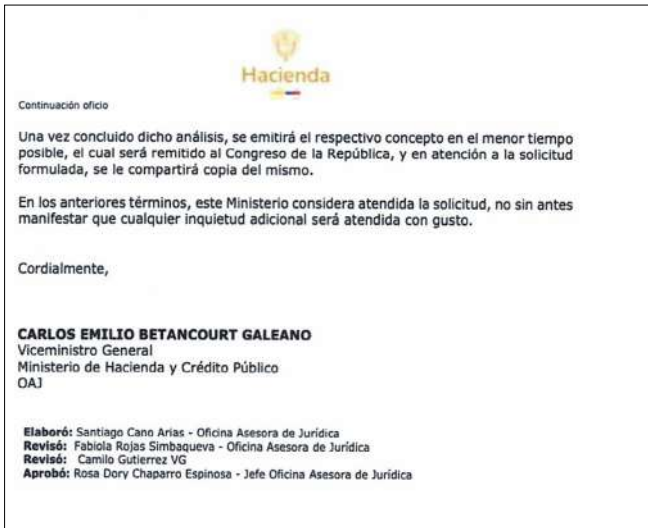 Hacienda
Continuación oficio
Una vez concluido dicho análisis, se emitirá el respectivo concepto en el menor tiempo
posible, el cual será remitido al Congreso de la República, y en atención a la solicitud
formulada, se le compartirá copia del mismo.
En los anteriores términos, este Ministerio considera atendida la solicitud, no sin antes
manifestar que cualquier inquietud adicional será atendida con gusto.
Cordialmente,
CARLOS EMILIO BETANCOURT GALEANO
Viceministro General
Ministerio de Hacienda y Crédito Público
OAJ
Elaboró: Santiago Cano Arias - Oficina Asesora de Jurídica
Revisó: Fabiola Rojas Simbaqueva - Oficina Asesora de Jurídica
Revisó: Camilo Gutierrez VG
Aprobó: Rosa Dory Chaparro Espinosa - Jefe Oficina Asesora de Jurídica